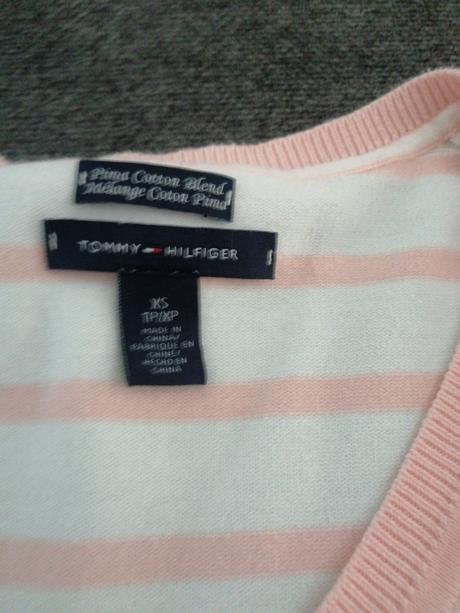 Pima Cotton Blend
Mélange Coton Pima
TOMMY HILFIGER
XS
TP/XP
MADE IN
CHINA/
FABRIQUÉ EN
CHINE/
HECHO EN
CHINA